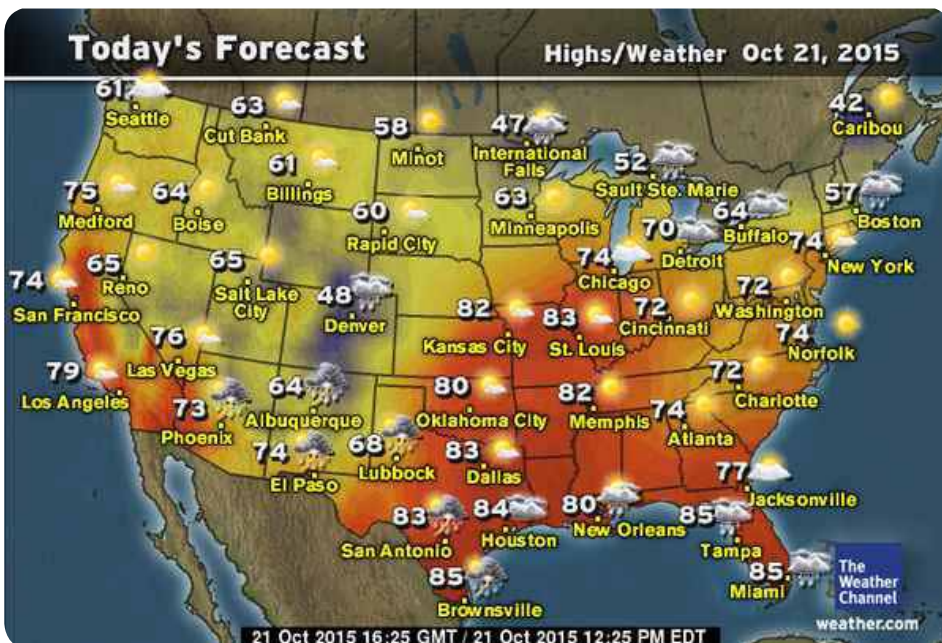 Today's Forecast
Highs/Weather Oct 21, 2015
61
Seattle
63
Cut Bank
58
Minot
47
International
Falls
42
Caribou
61
Billings
52
Sault Ste. Marie
75
Medford
64
Boise
60
Rapid City
63
Minneapolis
70
Detroit
64
Buffalo
57
Boston
74
New York
65
Reno
65
Salt Lake
City
74
Chicago
74
San Francisco
48
Denver
82
Kansas City
83
St. Louis
72
Cincinnati
72
Washington
76
Las Vegas
74
Norfolk
79
Los Angeles
73
Phoenix
64
Albuquerque
80
Oklahoma City
82
Memphis
74
Atlanta
72
Charlotte
74
El Paso
68
Lubbock
83
Dallas
77
Jacksonville
83
San Antonio
84
Houston
80
New Orleans
85
Tampa
85
Brownsville
85
Miami
The
Weather
Channel
weather.com
21 Oct 2015 16:25 GMT / 21 Oct 2015 12:25 PM EDT